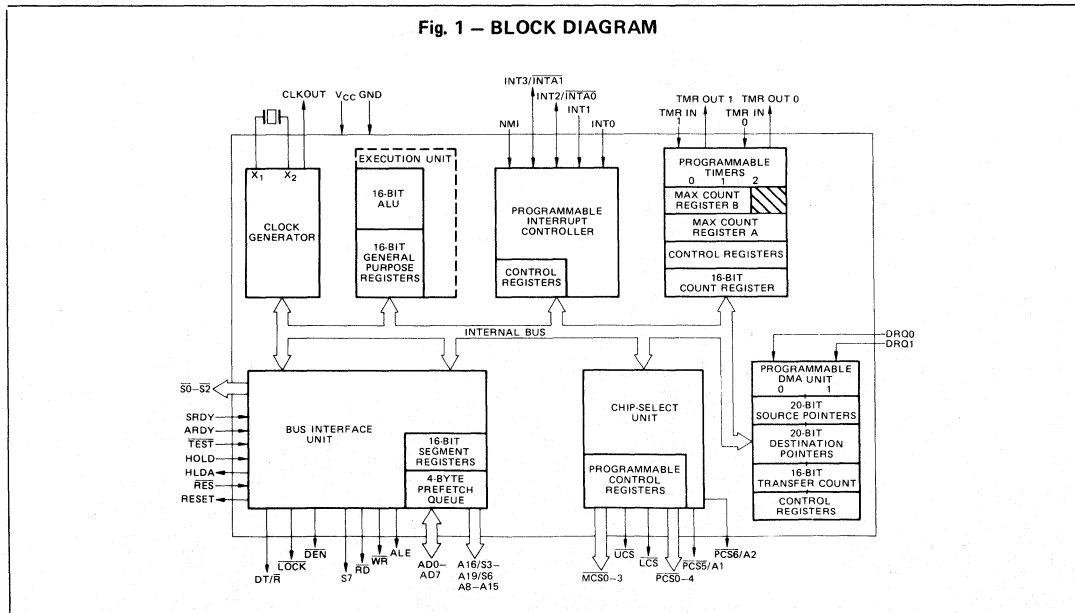 Fig. 1 – BLOCK DIAGRAM
CLKOUT
VCC GND
INT3/INTA1
INT2/INTA0
INT1
NMI
INT0
TMR OUT 1 TMR OUT 0
TMR IN 1
TMR IN 0
X1 X2
CLOCK
GENERATOR
EXECUTION UNIT
16-BIT
ALU
16-BIT
GENERAL
PURPOSE
REGISTERS
PROGRAMMABLE
INTERRUPT
CONTROLLER
CONTROL
REGISTERS
PROGRAMMABLE
TIMERS
0 1 2
MAX COUNT
REGISTER B
MAX COUNT
REGISTER A
CONTROL REGISTERS
16-BIT
COUNT REGISTER
INTERNAL BUS
DRQ0
DRQ1
S0–S2
SRDY
ARDY
TEST
HOLD
HLDA
RES
RESET
BUS INTERFACE
UNIT
16-BIT
SEGMENT
REGISTERS
4-BYTE
PREFETCH
QUEUE
CHIP-SELECT
UNIT
PROGRAMMABLE
CONTROL
REGISTERS
PROGRAMMABLE
DMA UNIT
0 1
20-BIT
SOURCE POINTERS
20-BIT
DESTINATION
POINTERS
16-BIT
TRANSFER COUNT
CONTROL
REGISTERS
DT/R
LOCK
DEN
S7
RD
WR
ALE
AD0–
AD7
A16/S3–
A19/S6
A8–A15
MCS0–3
UCS
LCS
PCS0–4
PCS5/A1
PCS6/A2